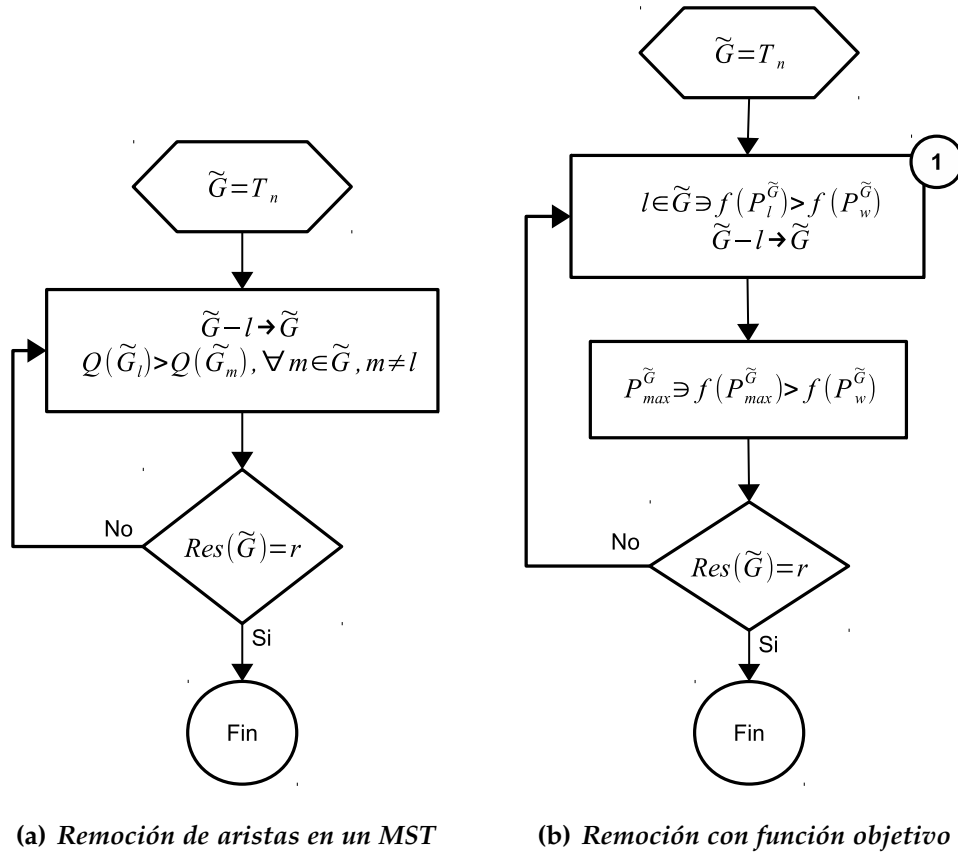 G̃=Tₙ
G̃−l→G̃
Q(G̃ₗ)>Q(G̃ₘ), ∀ m∈G̃, m≠l
No
Res(G̃)=r
Si
Fin
(a) Remoción de aristas en un MST
G̃=Tₙ
1
l∈G̃∋f(P_l^G̃)>f(P_w^G̃)
G̃−l→G̃
P_max^G̃∋f(P_max^G̃)>f(P_w^G̃)
No
Res(G̃)=r
Si
Fin
(b) Remoción con función objetivo